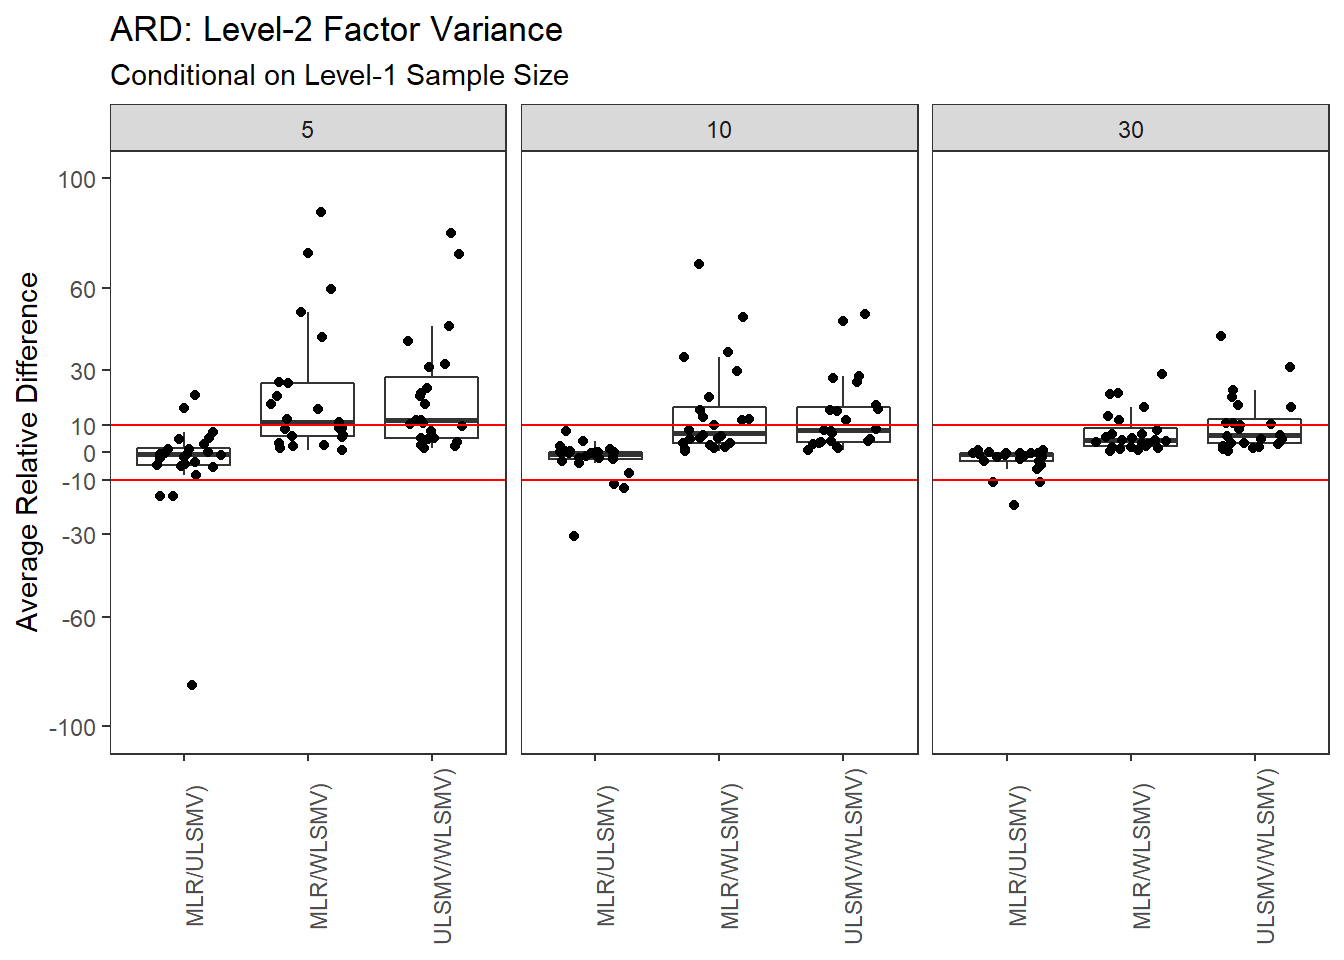 ARD: Level-2 Factor Variance
Conditional on Level-1 Sample Size
5
10
30
Average Relative Difference
100
60
30
10
0
-10
-30
-60
-100
MLR/ULSMV)
MLR/WLSMV)
ULSMV/WLSMV)
MLR/ULSMV)
MLR/WLSMV)
ULSMV/WLSMV)
MLR/ULSMV)
MLR/WLSMV)
ULSMV/WLSMV)